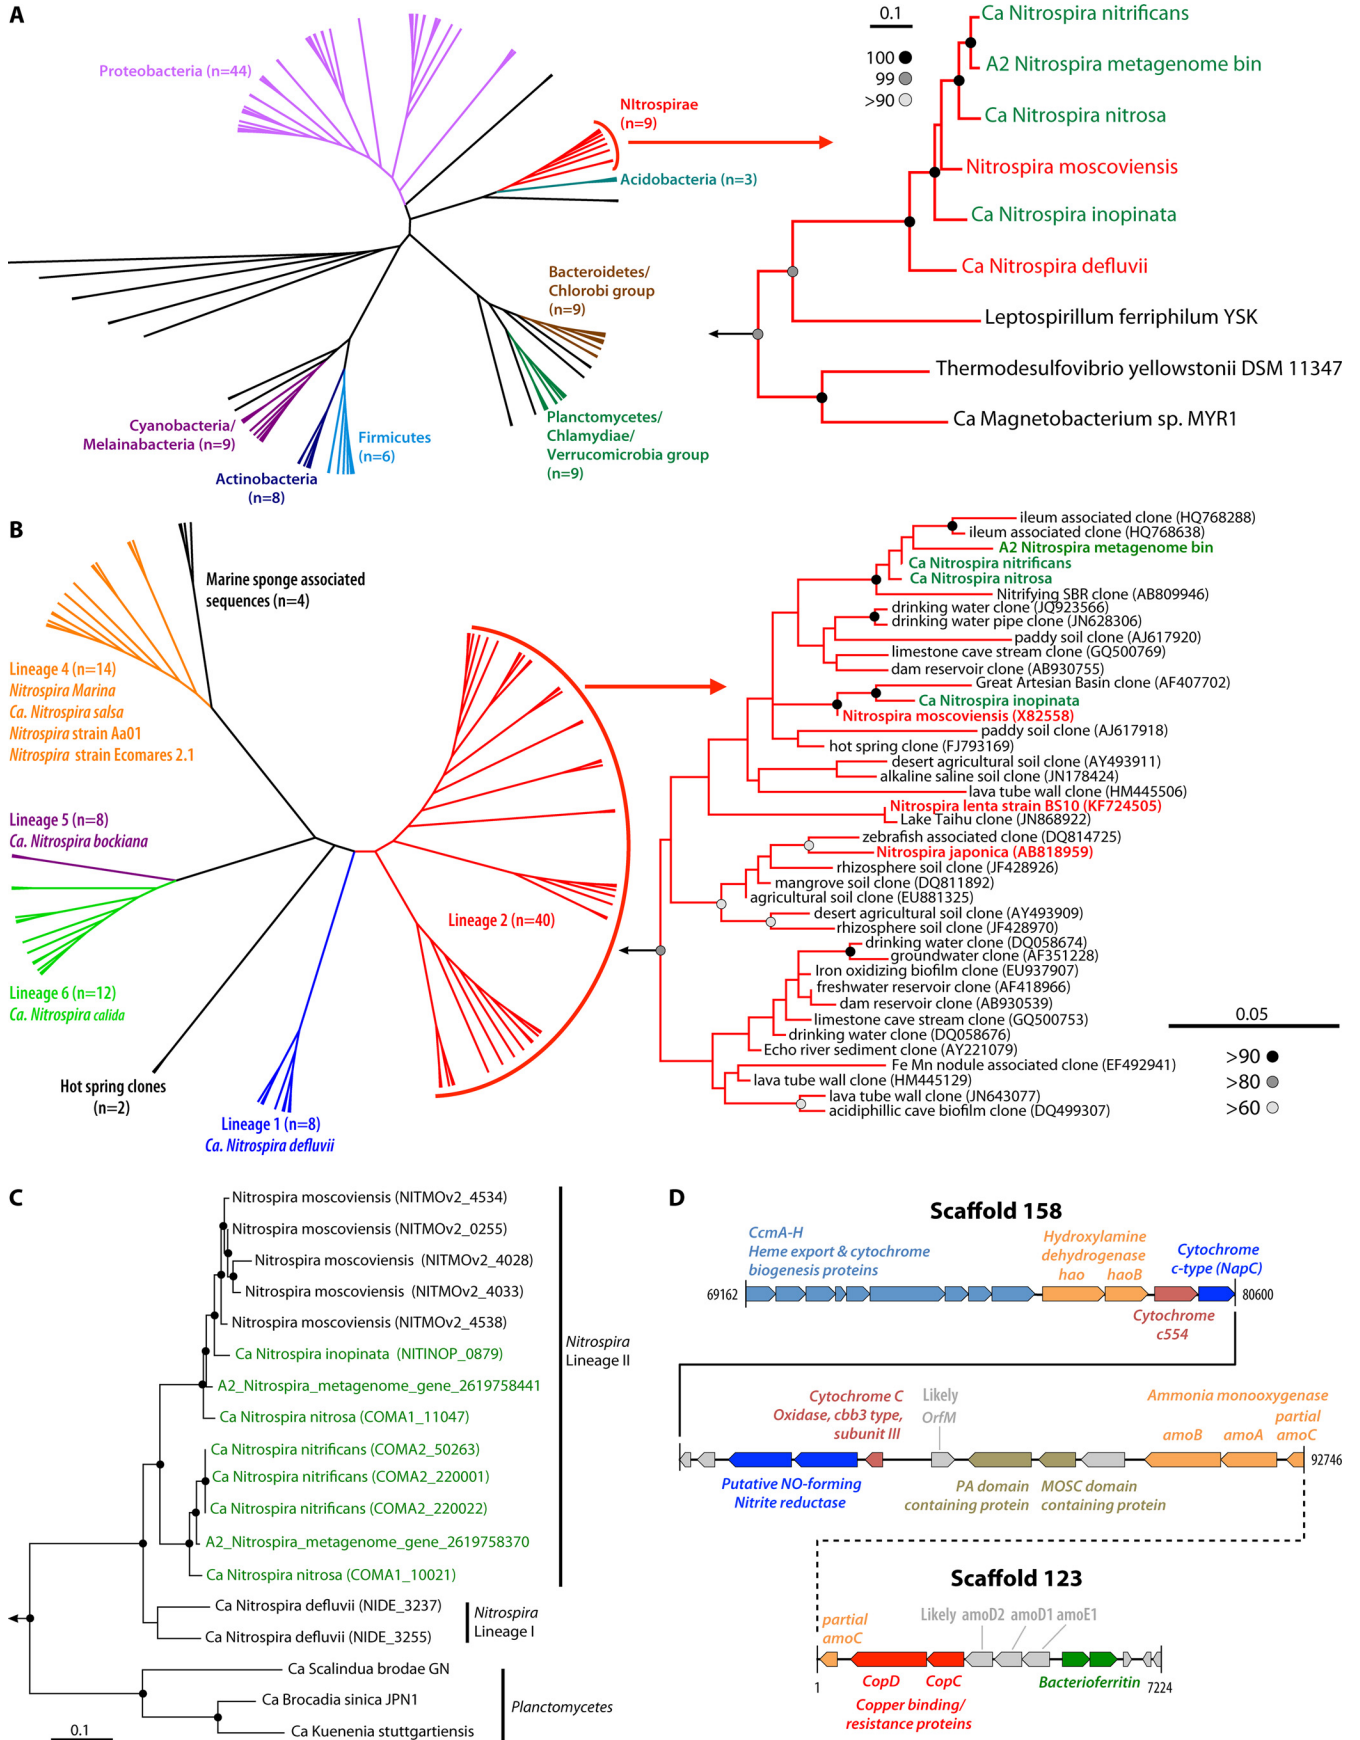 A
Proteobacteria (n=44)
NItrospirae
(n=9)
Acidobacteria (n=3)
Bacteroidetes/
Chlorobi group
(n=9)
Planctomycetes/
Chlamydiae/
Verrucomicrobia group
(n=9)
Cyanobacteria/
Melainabacteria (n=9)
Firmicutes
(n=6)
Actinobacteria
(n=8)
0.1
100
99
>90
Ca Nitrospira nitrificans
A2 Nitrospira metagenome bin
Ca Nitrospira nitrosa
Nitrospira moscoviensis
Ca Nitrospira inopinata
Ca Nitrospira defluvii
Leptospirillum ferriphilum YSK
Thermodesulfovibrio yellowstonii DSM 11347
Ca Magnetobacterium sp. MYR1
B
Marine sponge associated
sequences (n=4)
Lineage 4 (n=14)
Nitrospira Marina
Ca. Nitrospira salsa
Nitrospira strain Aa01
Nitrospira strain Ecomares 2.1
Lineage 5 (n=8)
Ca. Nitrospira bockiana
Lineage 6 (n=12)
Ca. Nitrospira calida
Hot spring clones
(n=2)
Lineage 1 (n=8)
Ca. Nitrospira defluvii
Lineage 2 (n=40)
ileum associated clone (HQ768288)
ileum associated clone (HQ768638)
A2 Nitrospira metagenome bin
Ca Nitrospira nitrificans
Ca Nitrospira nitrosa
Nitrifying SBR clone (AB809946)
drinking water clone (JQ923566)
drinking water pipe clone (JN628306)
paddy soil clone (AJ617920)
limestone cave stream clone (GQ500769)
dam reservoir clone (AB930755)
Great Artesian Basin clone (AF407702)
Ca Nitrospira inopinata
Nitrospira moscoviensis (X82558)
paddy soil clone (AJ617918)
hot spring clone (FJ793169)
desert agricultural soil clone (AY493911)
alkaline saline soil clone (JN178424)
lava tube wall clone (HM445506)
Nitrospira lenta strain BS10 (KF724505)
Lake Taihu clone (JN868922)
zebrafish associated clone (DQ814725)
Nitrospira japonica (AB818959)
rhizosphere soil clone (JF428926)
mangrove soil clone (DQ811892)
agricultural soil clone (EU881325)
desert agricultural soil clone (AY493909)
rhizosphere soil clone (JF428970)
drinking water clone (DQ058674)
groundwater clone (AF351228)
Iron oxidizing biofilm clone (EU937907)
freshwater reservoir clone (AF418966)
dam reservoir clone (AB930539)
limestone cave stream clone (GQ500753)
drinking water clone (DQ058676)
Echo river sediment clone (AY221079)
Fe Mn nodule associated clone (EF492941)
lava tube wall clone (HM445129)
lava tube wall clone (JN643077)
acidiphillic cave biofilm clone (DQ499307)
0.05
>90
>80
>60
C
Nitrospira moscoviensis (NITMOv2_4534)
Nitrospira moscoviensis (NITMOv2_0255)
Nitrospira moscoviensis (NITMOv2_4028)
Nitrospira moscoviensis (NITMOv2_4033)
Nitrospira moscoviensis (NITMOv2_4538)
Ca Nitrospira inopinata (NITINOP_0879)
A2_Nitrospira_metagenome_gene_2619758441
Ca Nitrospira nitrosa (COMA1_11047)
Ca Nitrospira nitrificans (COMA2_50263)
Ca Nitrospira nitrificans (COMA2_220001)
Ca Nitrospira nitrificans (COMA2_220022)
A2_Nitrospira_metagenome_gene_2619758370
Ca Nitrospira nitrosa (COMA1_10021)
Ca Nitrospira defluvii (NIDE_3237)
Ca Nitrospira defluvii (NIDE_3255)
Ca Scalindua brodae GN
Ca Brocadia sinica JPN1
Ca Kuenenia stuttgartiensis
Nitrospira
Lineage II
Nitrospira
Lineage I
Planctomycetes
0.1
D
Scaffold 158
CcmA-H
Heme export & cytochrome
biogenesis proteins
Hydroxylamine
dehydrogenase
hao haoB
Cytochrome
c-type (NapC)
69162
80600
Cytochrome
c554
Cytochrome C
Oxidase, cbb3 type,
subunit III
Likely
OrfM
Ammonia monooxygenase
amoB amoA partial
amoC
92746
Putative NO-forming
Nitrite reductase
PA domain
containing protein
MOSC domain
containing protein
Scaffold 123
partial
amoC
Likely amoD2 amoD1 amoE1
1
CopD CopC
Copper binding/
resistance proteins
Bacterioferritin
7224